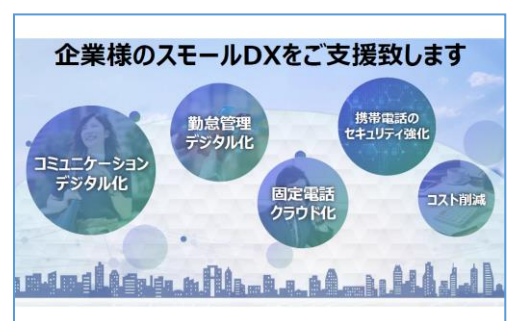 企業様のスモールDXをご支援致します
コミュニケーション
デジタル化
勤怠管理
デジタル化
固定電話
クラウド化
携帯電話の
セキュリティ強化
コスト削減